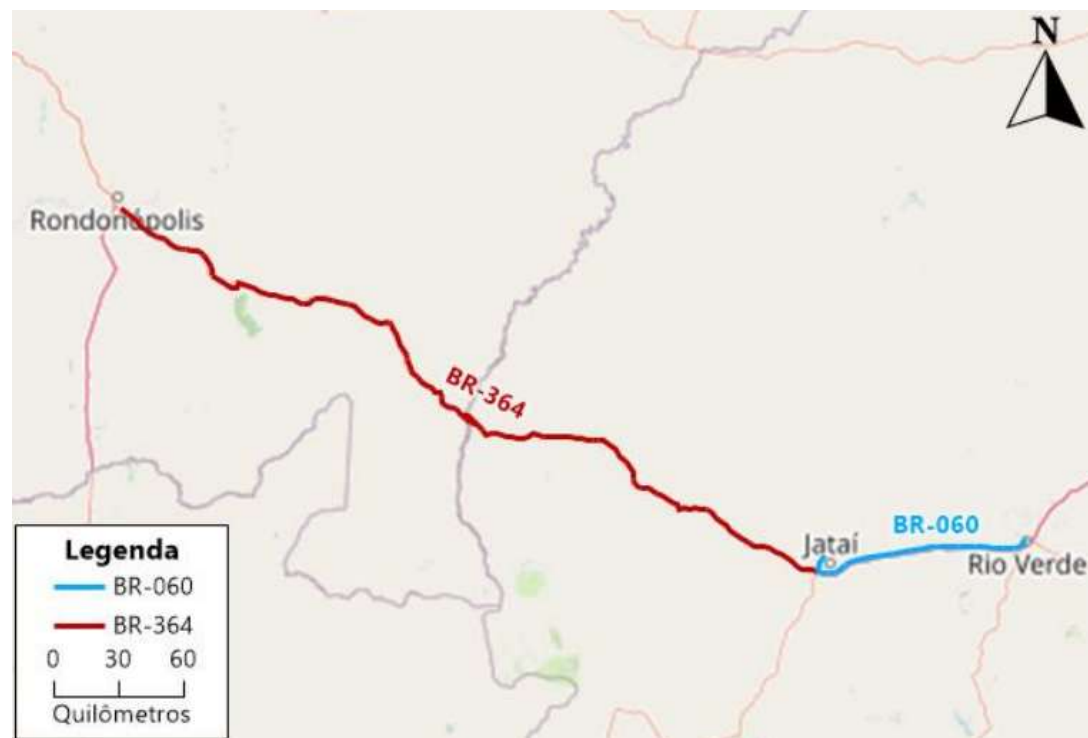 N
Rondonópolis
BR-364
BR-060
Jataí
Rio Verde
Legenda
BR-060
BR-364
0 30 60
Quilômetros